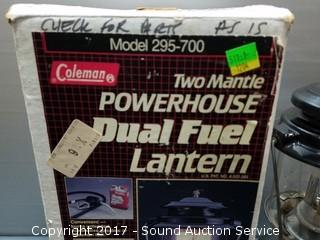 CHECK FOR PARTS AS IS
Model 295-700
Coleman
Two Mantle
POWERHOUSE
Dual Fuel
Lantern
Convenient
Copyright © 2017 - Sound Auction Service